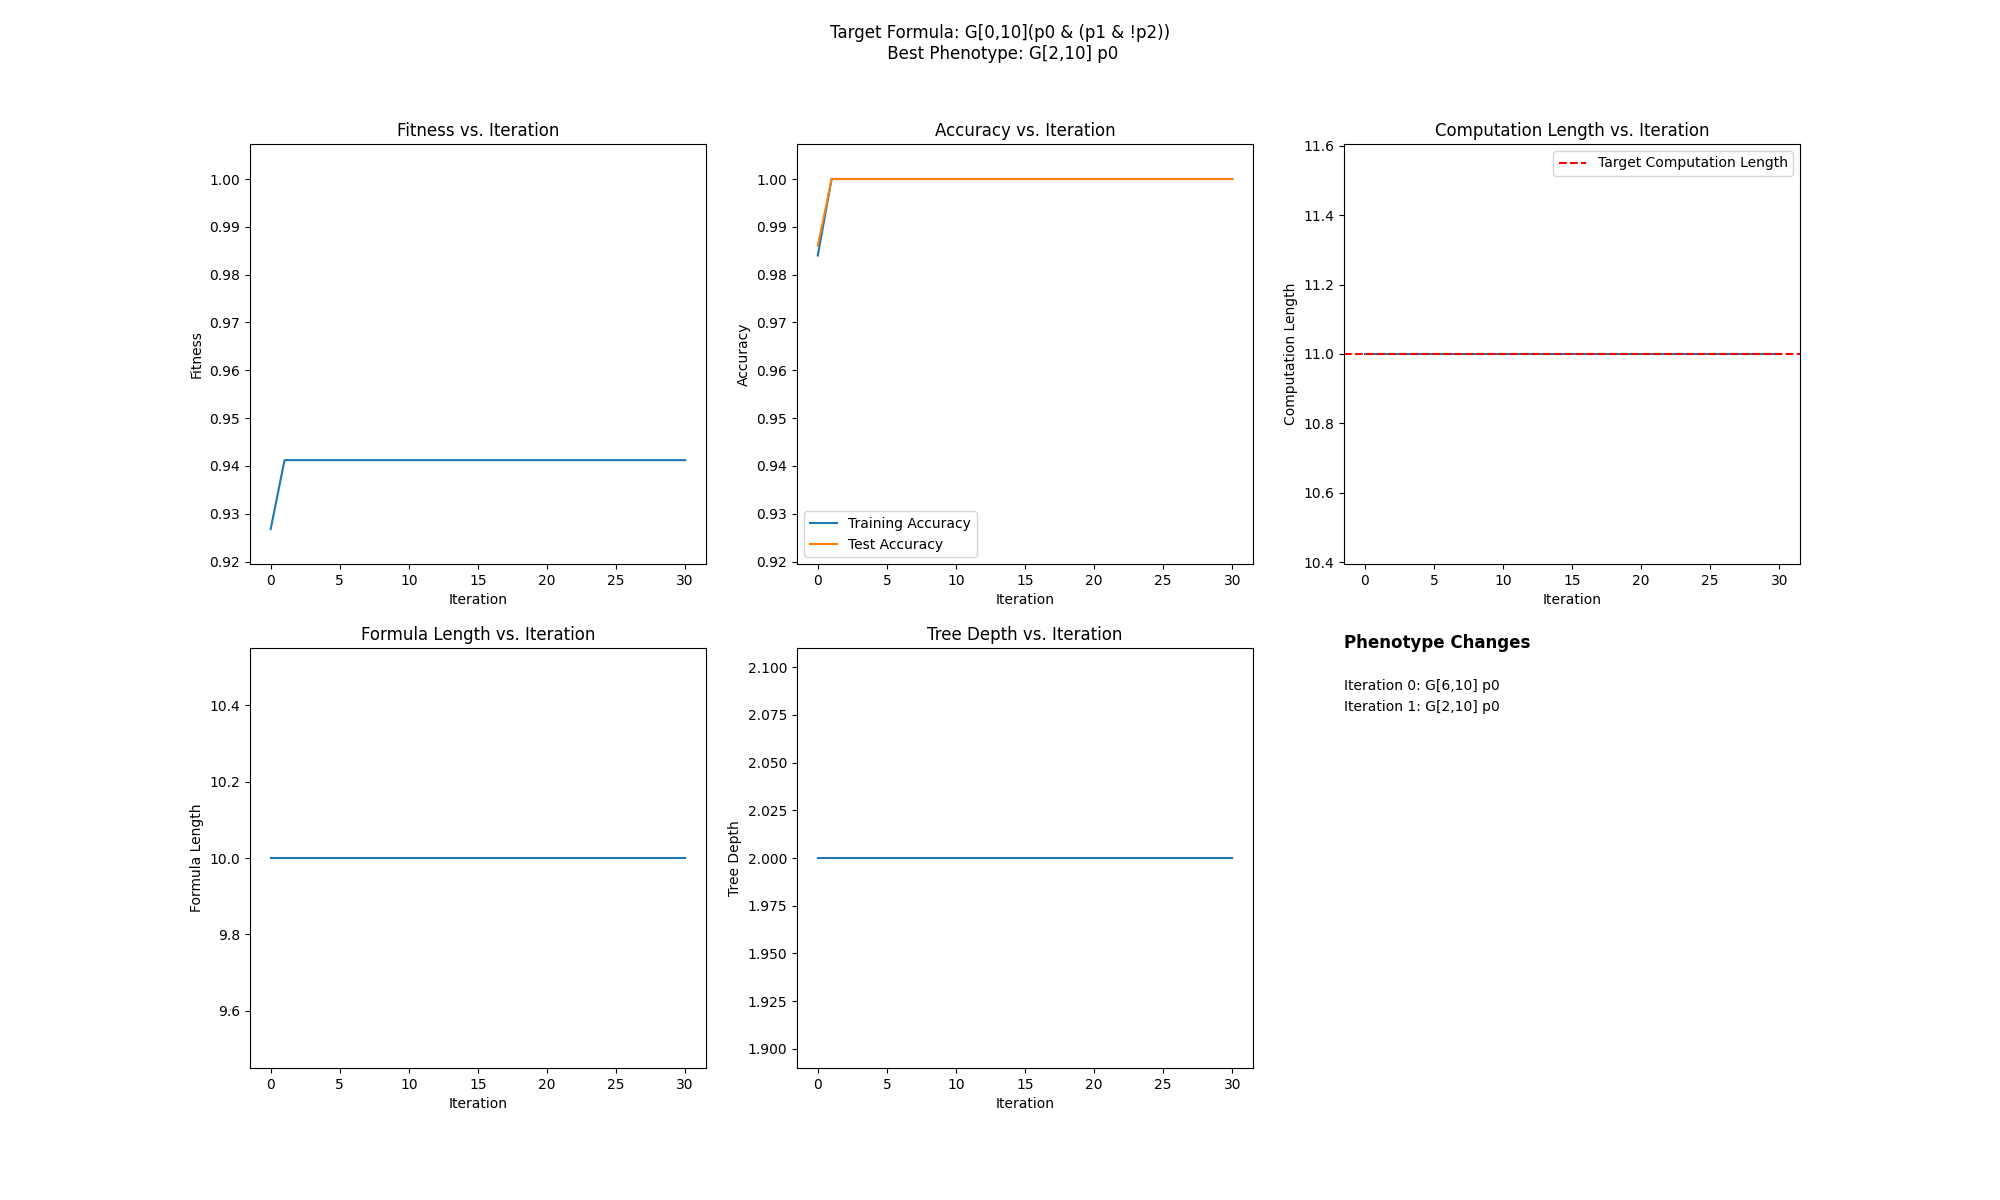 Target Formula: G[0,10](p0 & (p1 & !p2))
Best Phenotype: G[2,10] p0
Fitness vs. Iteration
1.00
0.99
0.98
0.97
0.96
0.95
0.94
0.93
0.92
Fitness
0 5 10 15 20 25 30
Iteration
Accuracy vs. Iteration
1.00
0.99
0.98
0.97
0.96
0.95
0.94
0.93
0.92
Accuracy
Training Accuracy
Test Accuracy
0 5 10 15 20 25 30
Iteration
Computation Length vs. Iteration
11.6
11.4
11.2
11.0
10.8
10.6
10.4
Computation Length
Target Computation Length
0 5 10 15 20 25 30
Iteration
Formula Length vs. Iteration
10.4
10.2
10.0
9.8
9.6
Formula Length
0 5 10 15 20 25 30
Iteration
Tree Depth vs. Iteration
2.100
2.075
2.050
2.025
2.000
1.975
1.950
1.925
1.900
Tree Depth
0 5 10 15 20 25 30
Iteration
Phenotype Changes
Iteration 0: G[6,10] p0
Iteration 1: G[2,10] p0